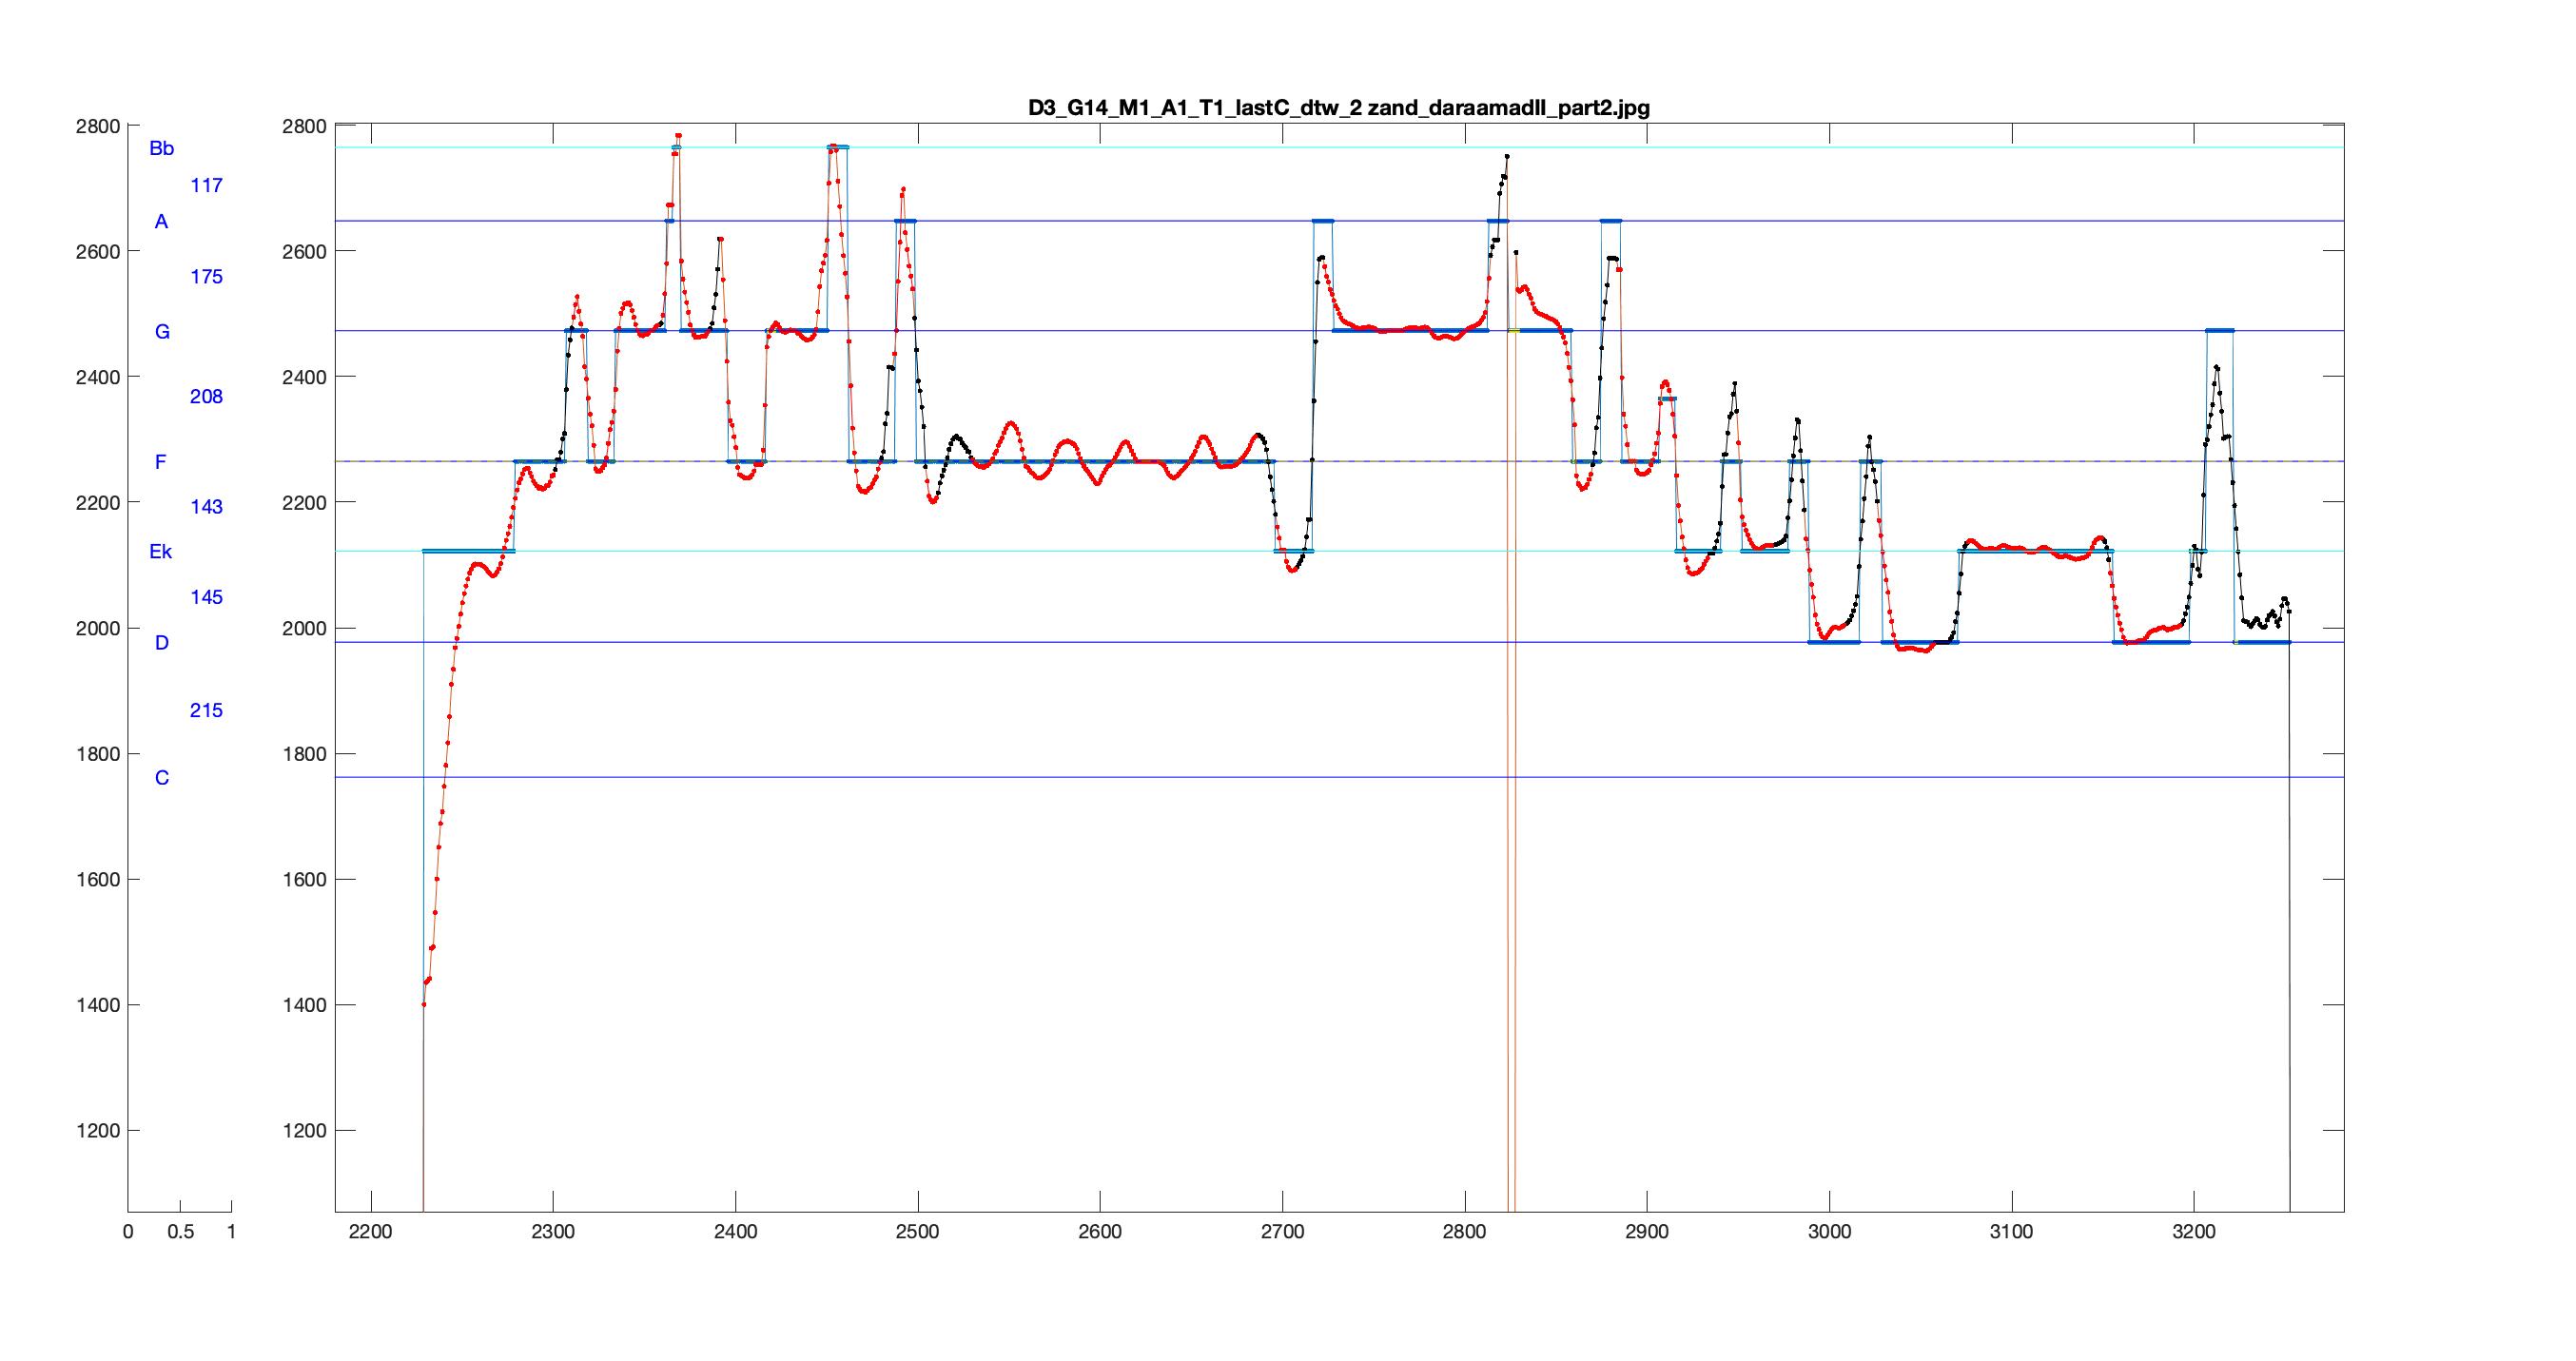 D3_G14_M1_A1_T1_lastC_dtw_2 zand_daraamadII_part2.jpg
2800 2800
Bb
117
A
2600 2600
175
G
2400 2400
208
F
2200 143 2200
Ek
145
2000 2000
D
215
1800 1800
C
1600 1600
1400 1400
1200 1200
0 0.5 1 2200 2300 2400 2500 2600 2700 2800 2900 3000 3100 3200